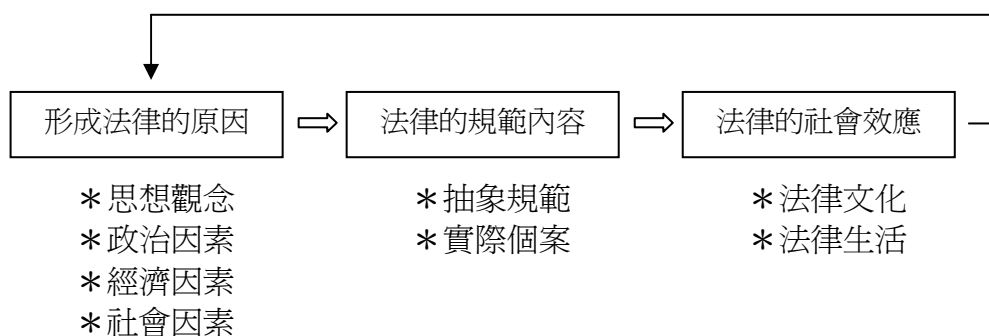 形成法律的原因
法律的規範內容
法律的社會效應
＊思想觀念
＊政治因素
＊經濟因素
＊社會因素
＊抽象規範
＊實際個案
＊法律文化
＊法律生活